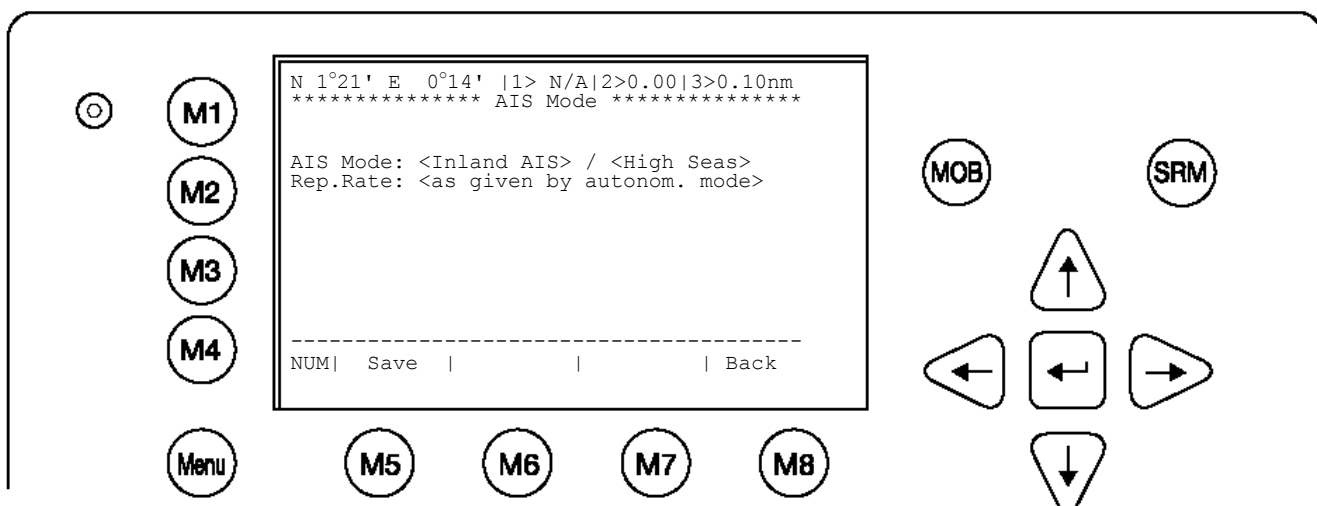 N 1°21' E  0°14' |1> N/A|2>0.00|3>0.10nm
*************** AIS Mode ***************
M1
AIS Mode: <Inland AIS> / <High Seas>
MOB
SRM
Rep.Rate: <as given by autonom. mode>
M2
M3
----------------------------------------
M4
NUM|  Save  |         |         | Back
Menu
M5
M6
M7
M8